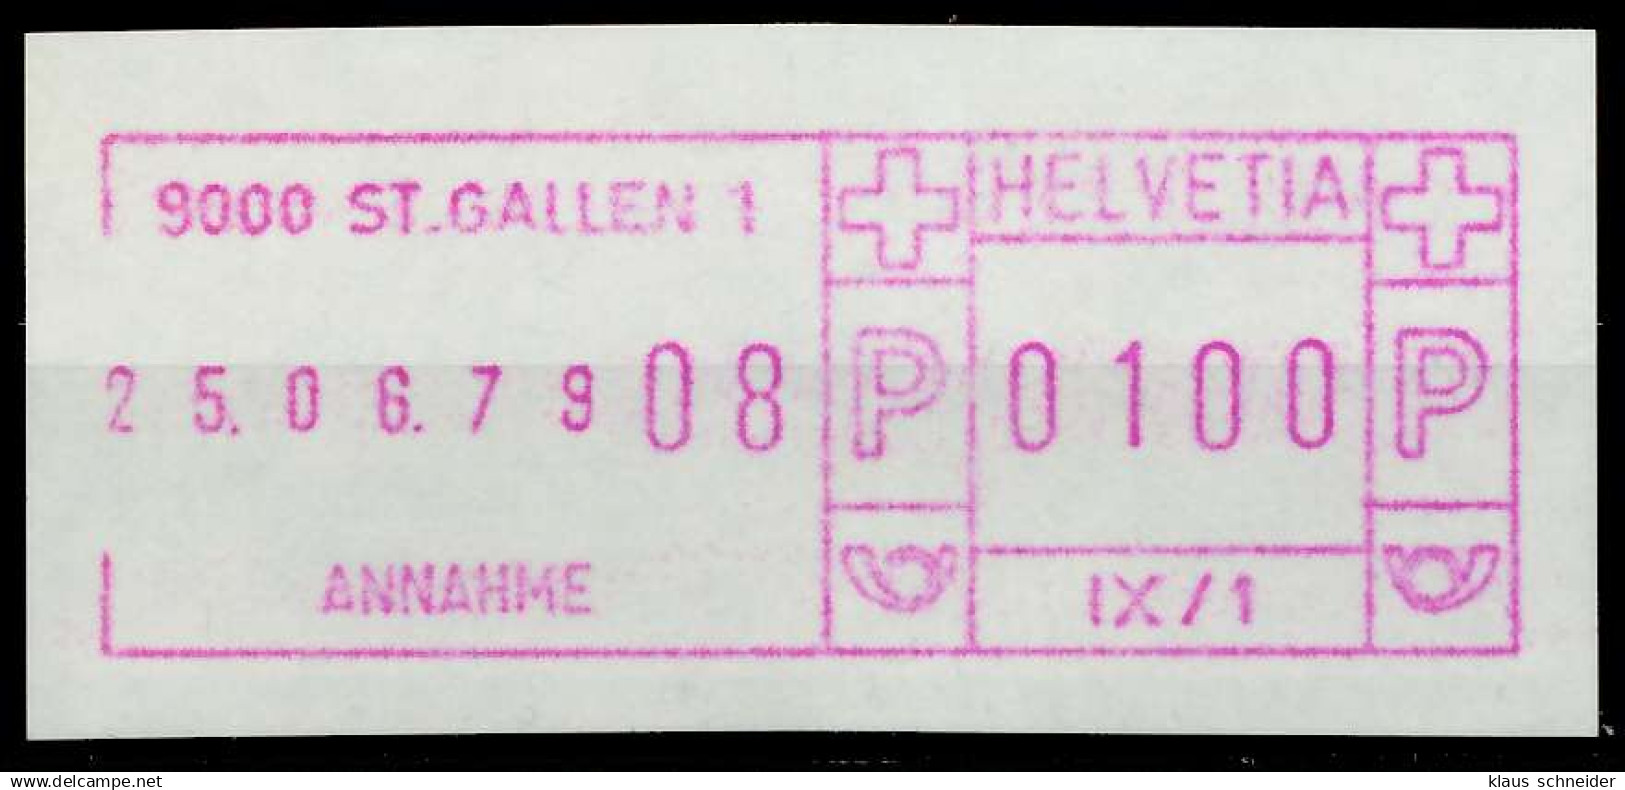 9000 ST.GALLEN 1
HELVETIA
25.06.79 08
P
0100
P
ANNAHME
IX/1
www.delcampe.net
klaus schneider